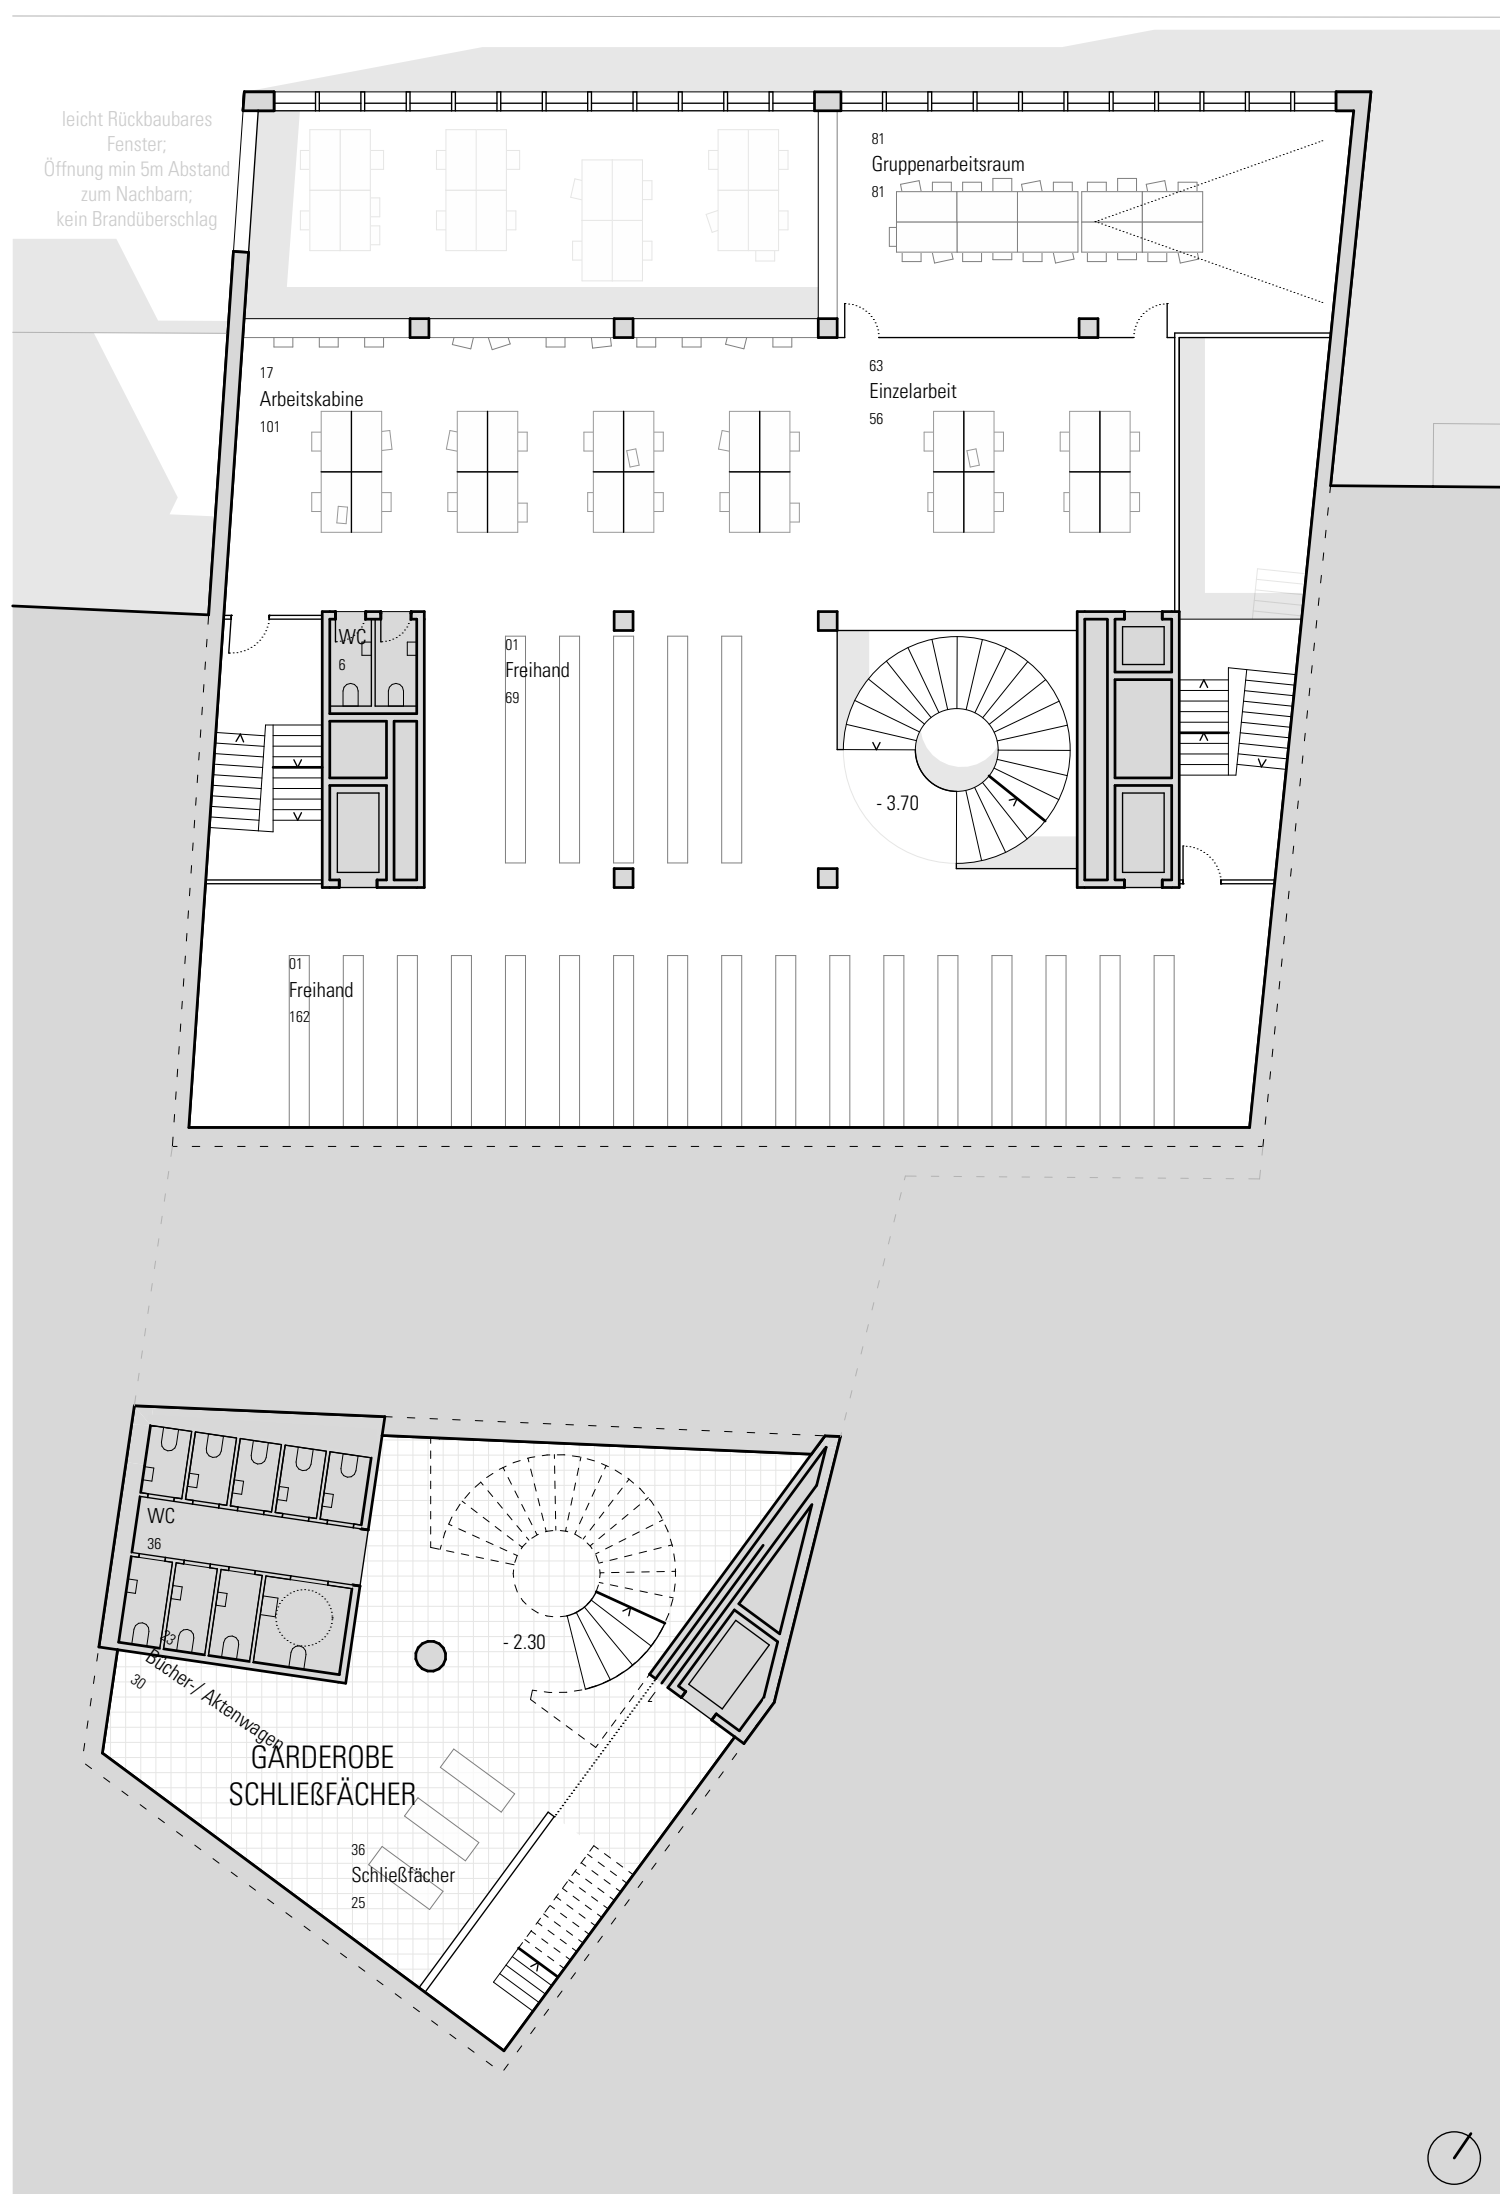 leicht Rückbaubares
Fenster;
Öffnung min 5m Abstand
zum Nachbarn;
kein Brandüberschlag
81
Gruppenarbeitsraum
81
17
Arbeitskabine
101
63
Einzelarbeit
56
WC
6
01
Freihand
69
- 3.70
01
Freihand
162
WC
36
- 2.30
23
Bücher-/ Aktenwagen
30
GARDEROBE
SCHLIEßFÄCHER
36
Schließfächer
25